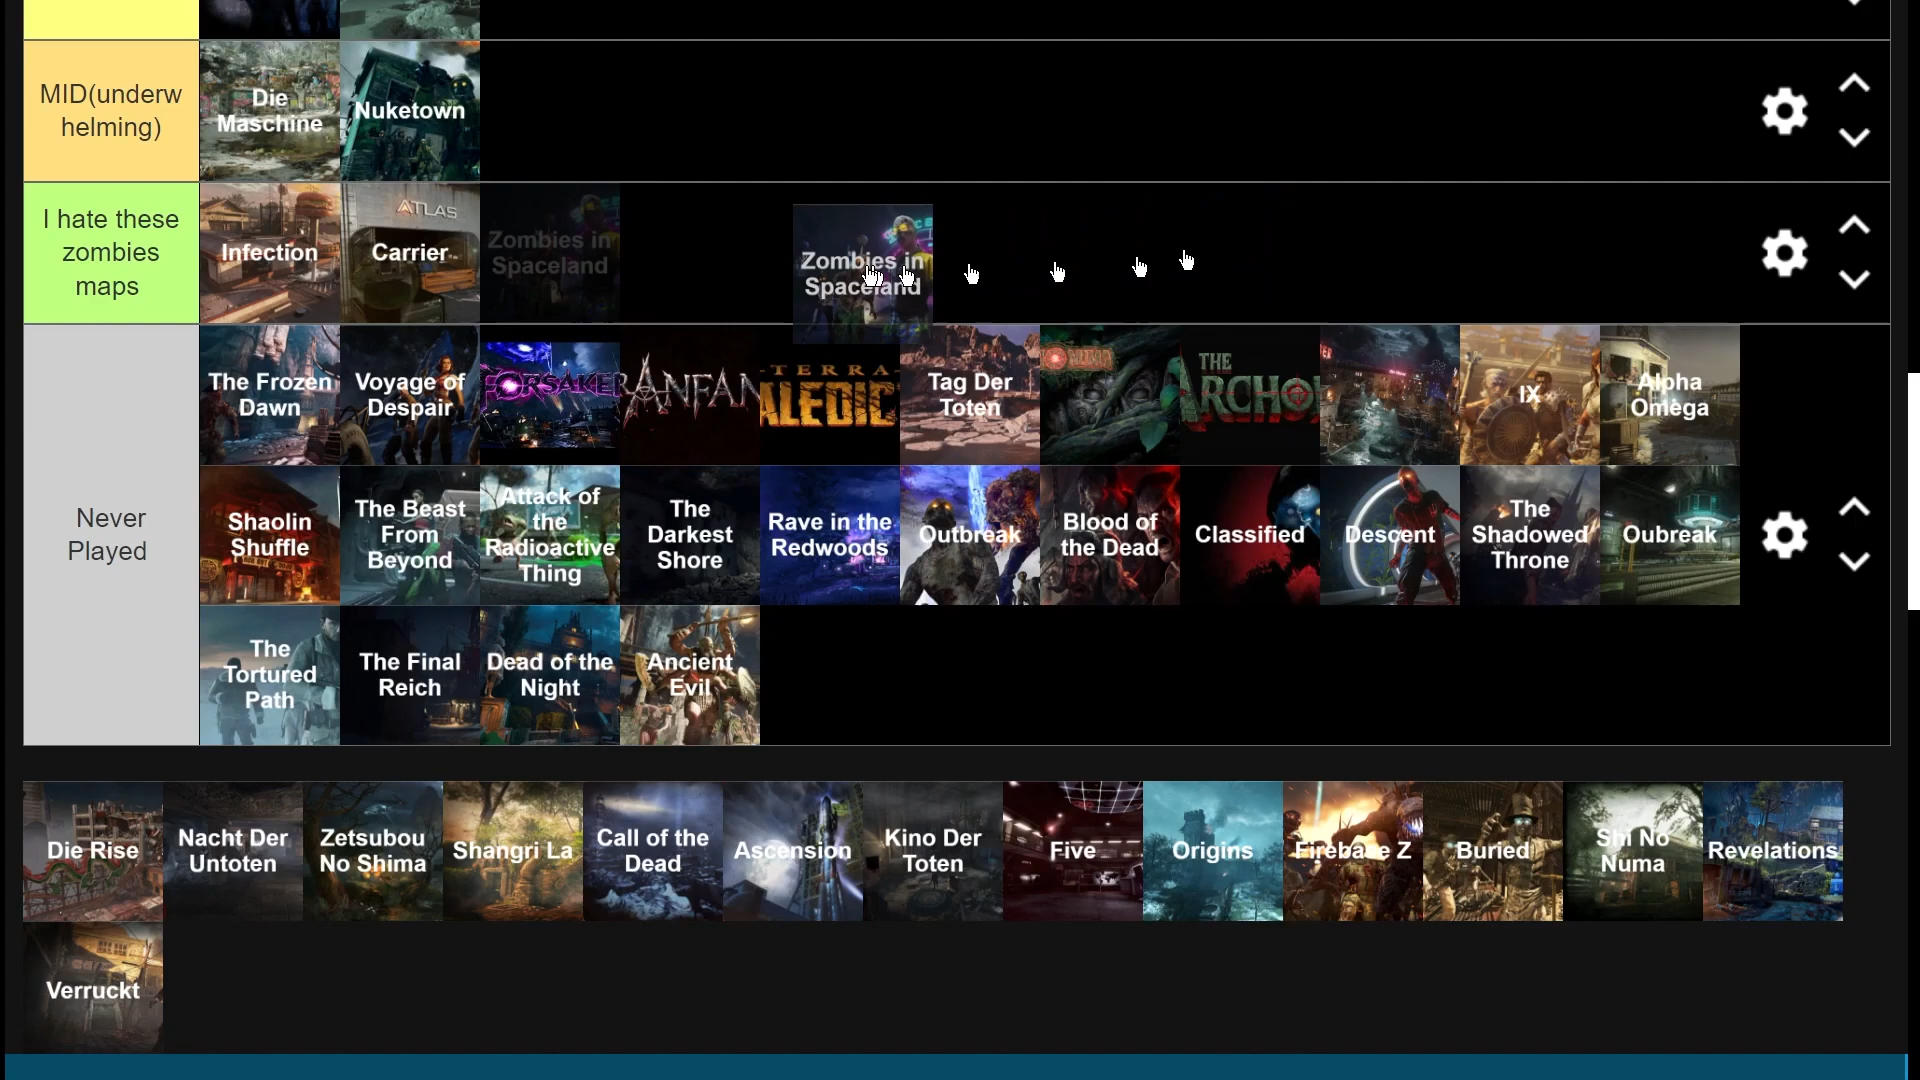 MID(underw
helming)
Die
Maschine
Nuketown
I hate these
zombies
maps
Infection
ATLAS
Carrier
Zombies in
Spaceland
Zombies in
Spaceland
Never
Played
The Frozen
Dawn
Voyage of
Despair
FORSAKEN
ANFAN
TERRA
ALEDIC
Tag Der
Toten
THE
ARCHO
IX
Alpha
Omega
Shaolin
Shuffle
The Beast
From
Beyond
Attack of
the
Radioactive
Thing
The
Darkest
Shore
Rave in the
Redwoods
Outbreak
Blood of
the Dead
Classified
Descent
The
Shadowed
Throne
Oubreak
The
Tortured
Path
The Final
Reich
Dead of the
Night
Ancient
Evil
Die Rise
Nacht Der
Untoten
Zetsubou
No Shima
Shangri La
Call of the
Dead
Ascension
Kino Der
Toten
Five
Origins
Firebase Z
Buried
Shi No
Numa
Revelations
Verruckt